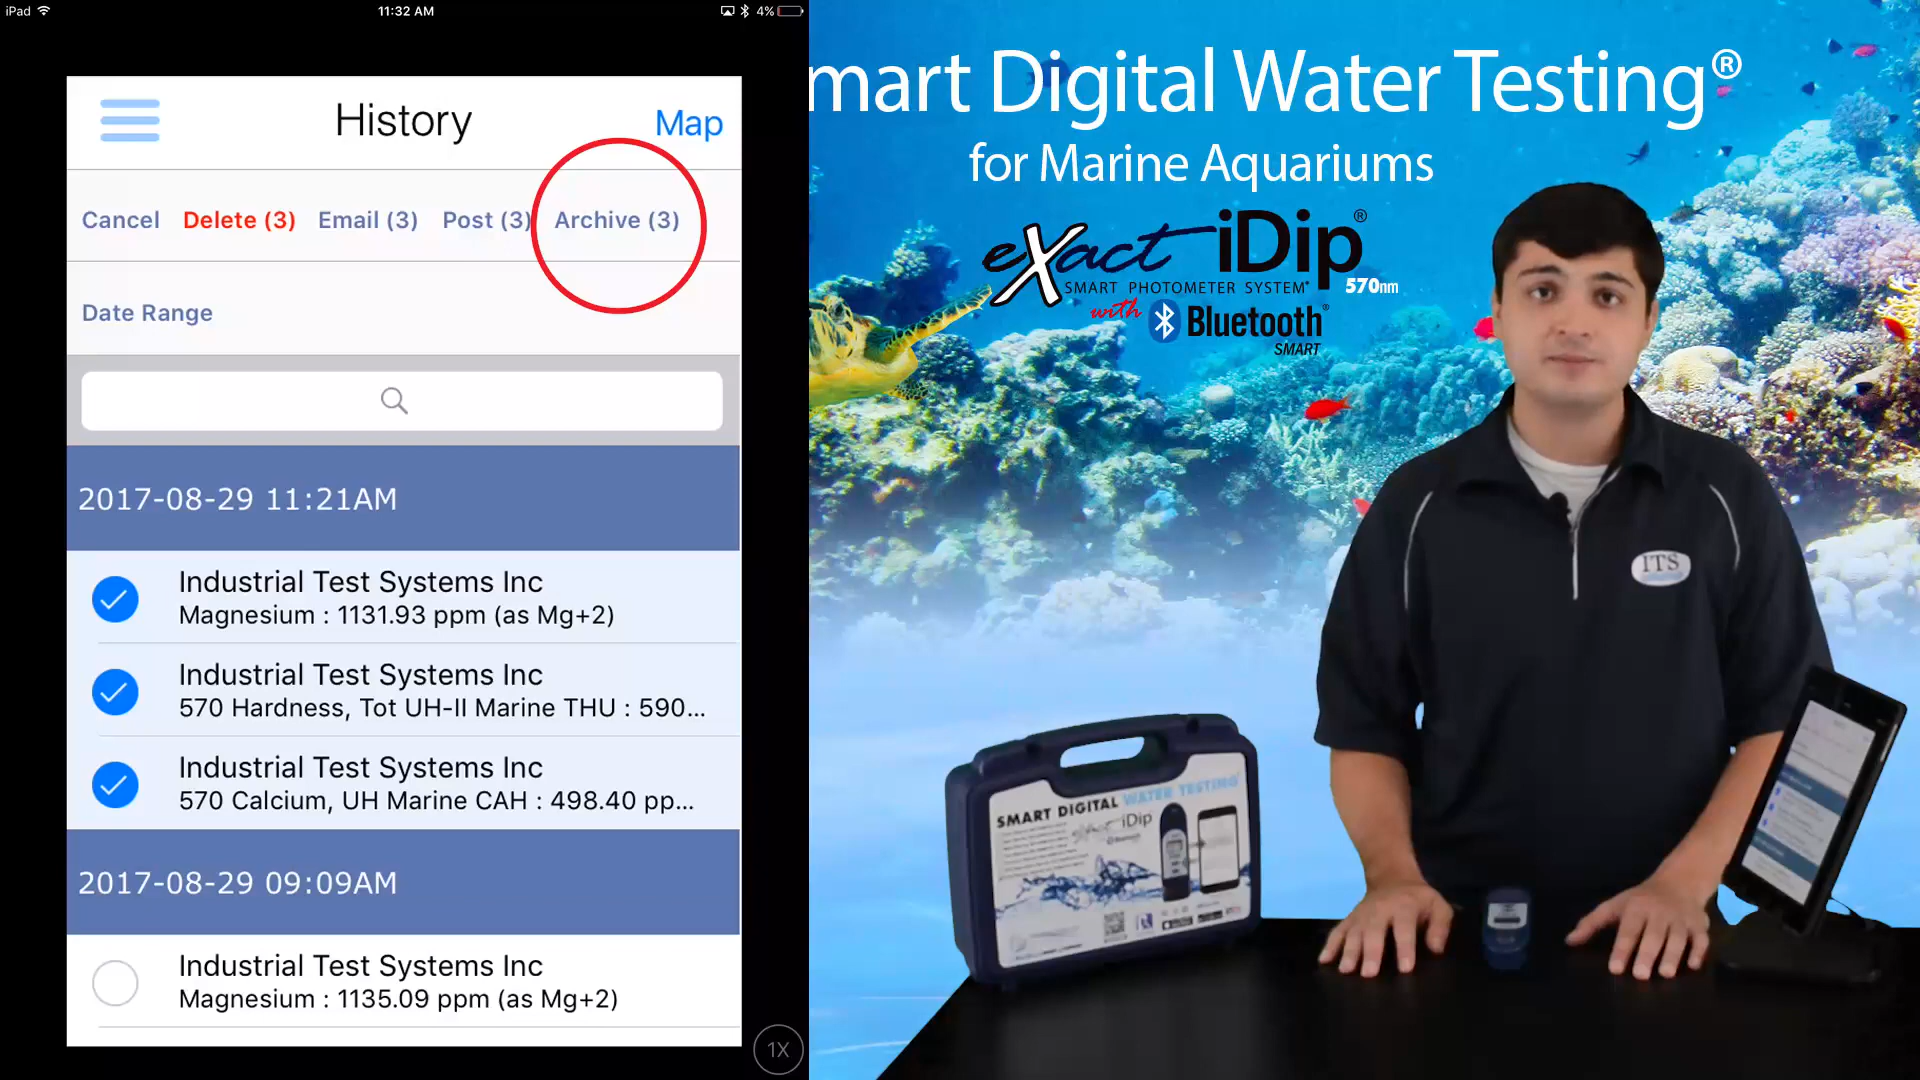 iPad 11:32 AM 4%
History Map
Cancel Delete (3) Email (3) Post (3) Archive (3)
Date Range
2017-08-29 11:21AM
Industrial Test Systems Inc
Magnesium : 1131.93 ppm (as Mg+2)
Industrial Test Systems Inc
570 Hardness, Tot UH-II Marine THU : 590...
Industrial Test Systems Inc
570 Calcium, UH Marine CAH : 498.40 pp...
2017-08-29 09:09AM
Industrial Test Systems Inc
Magnesium : 1135.09 ppm (as Mg+2)
1X
mart Digital Water Testing®
for Marine Aquariums
eXact iDip®
SMART PHOTOMETER SYSTEM 570nm
with Bluetooth®
SMART
ITS
SMART DIGITAL WATER TESTING
eXact iDip